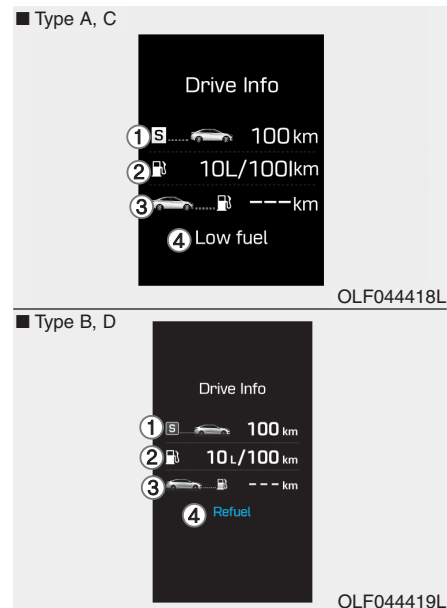 ■ Type A, C
Drive Info
① S 100 km
② 10L/100lkm
③ ---km
④ Low fuel
OLF044418L
■ Type B, D
Drive Info
① S 100 km
② 10 L/100 km
③ --- km
④ Refuel
OLF044419L